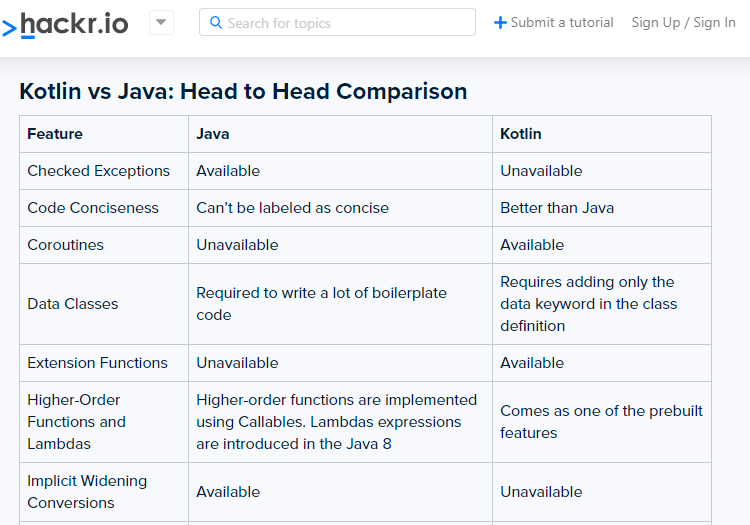 hackr.io
Search for topics
Submit a tutorial
Sign Up / Sign In
Kotlin vs Java: Head to Head Comparison
Feature
Java
Kotlin
Checked Exceptions
Available
Unavailable
Code Conciseness
Can't be labeled as concise
Better than Java
Coroutines
Unavailable
Available
Data Classes
Required to write a lot of boilerplate
code
Requires adding only the
data keyword in the class
definition
Extension Functions
Unavailable
Available
Higher-Order
Functions and
Lambdas
Higher-order functions are implemented
using Callables. Lambdas expressions
are introduced in the Java 8
Comes as one of the prebuilt
features
Implicit Widening
Conversions
Available
Unavailable